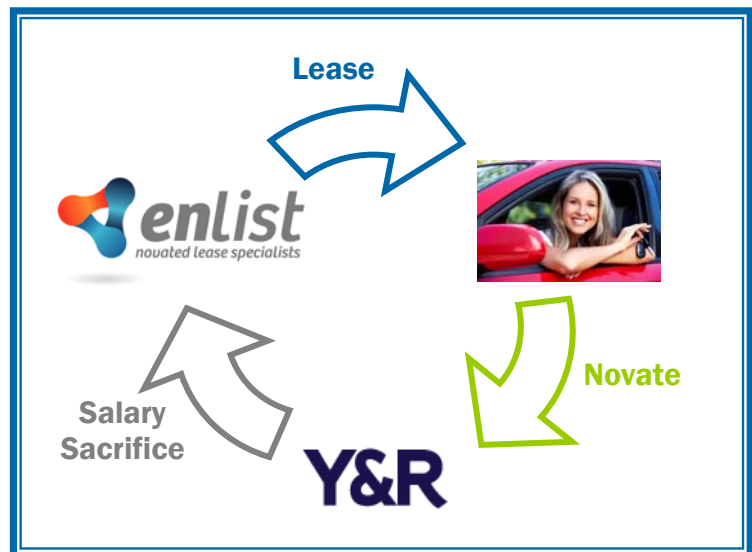 Lease
enlist
novated lease specialists
Novate
Salary
Sacrifice
Y&R